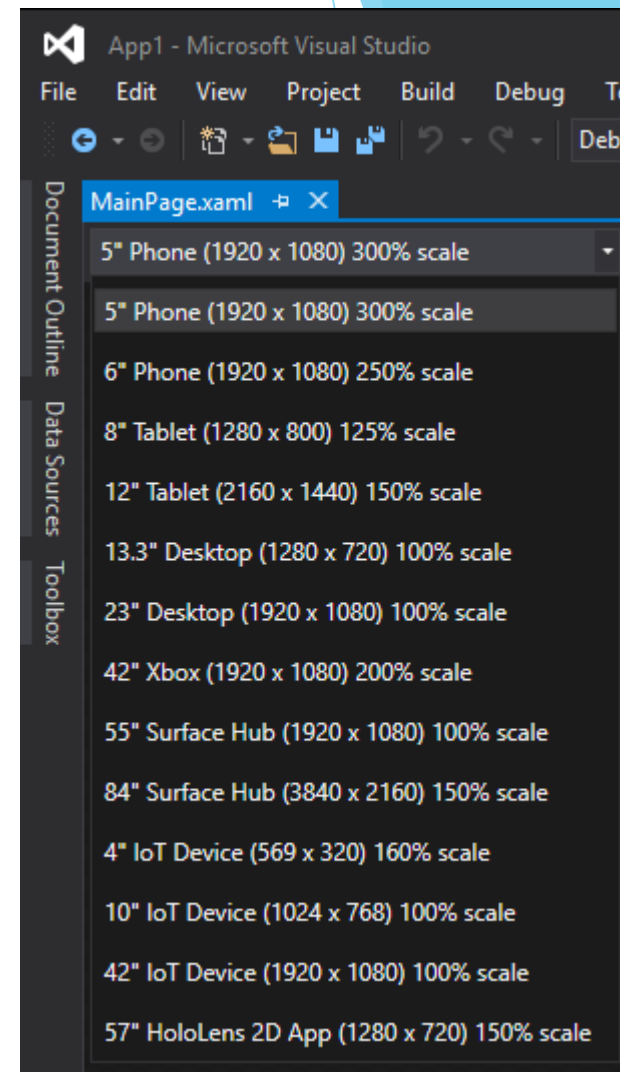 App1 - Microsoft Visual Studio
File Edit View Project Build Debug
Deb
MainPage.xaml
5" Phone (1920 x 1080) 300% scale
5" Phone (1920 x 1080) 300% scale
6" Phone (1920 x 1080) 250% scale
8" Tablet (1280 x 800) 125% scale
12" Tablet (2160 x 1440) 150% scale
13.3" Desktop (1280 x 720) 100% scale
23" Desktop (1920 x 1080) 100% scale
42" Xbox (1920 x 1080) 200% scale
55" Surface Hub (1920 x 1080) 100% scale
84" Surface Hub (3840 x 2160) 150% scale
4" IoT Device (569 x 320) 160% scale
10" IoT Device (1024 x 768) 100% scale
42" IoT Device (1920 x 1080) 100% scale
57" HoloLens 2D App (1280 x 720) 150% scale
Document Outline
Data Sources
Toolbox